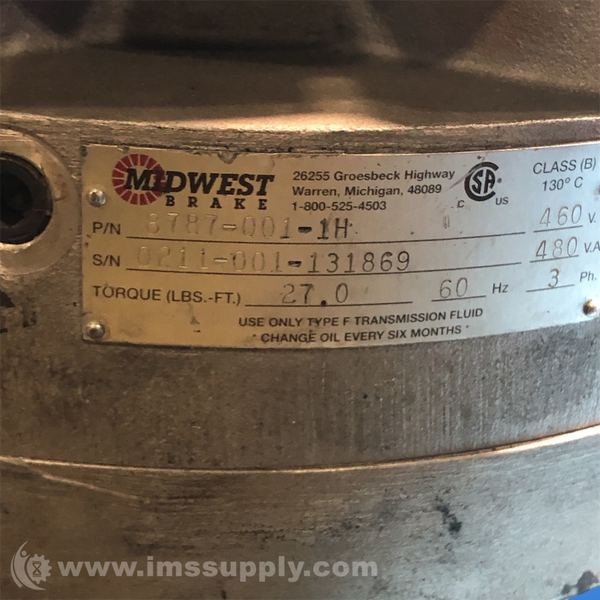 MIDWEST
BRAKE
26255 Groesbeck Highway
Warren, Michigan, 48089
1-800-525-4503
SA
C US
CLASS (B)
130° C
P/N 8787-001-1H 460 V.
S/N 0211-001-131869 480 V.A
TORQUE (LBS.-FT.) 27.0 60 Hz 3 Ph.
USE ONLY TYPE F TRANSMISSION FLUID
* CHANGE OIL EVERY SIX MONTHS *
www.imssupply.com